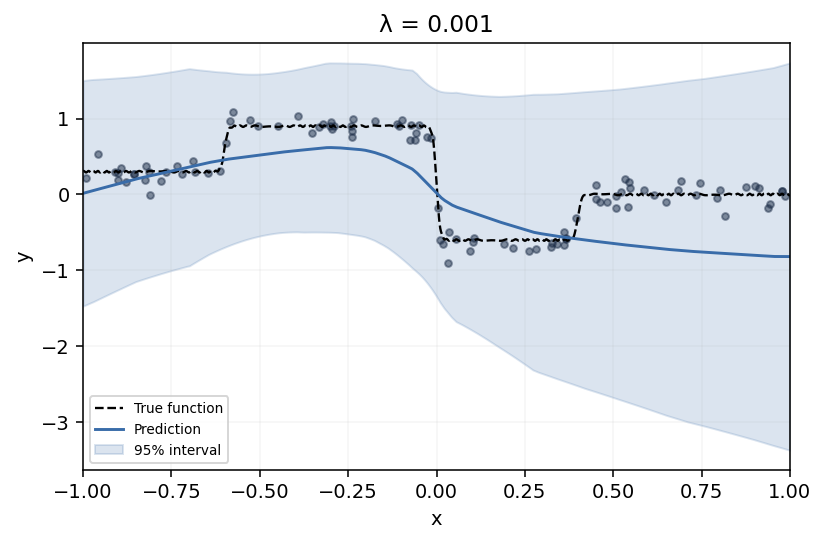 λ = 0.001
y
1
0
−1
−2
−3
True function
Prediction
95% interval
−1.00 −0.75 −0.50 −0.25 0.00 0.25 0.50 0.75 1.00
x